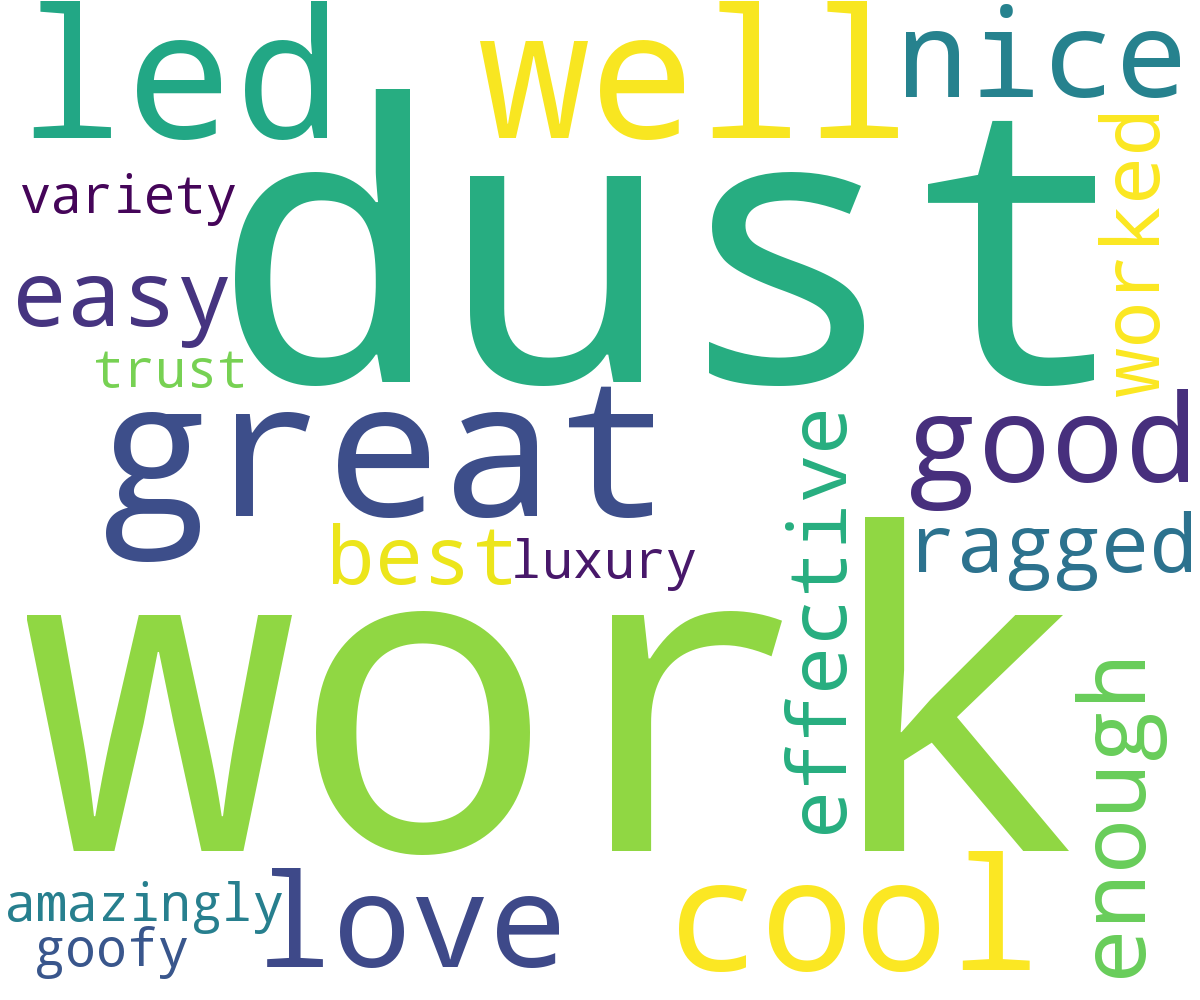 led
well
nice
dust
worked
variety
easy
trust
great
effective
good
best
luxury
ragged
work
enough
amazingly
love
cool
goofy